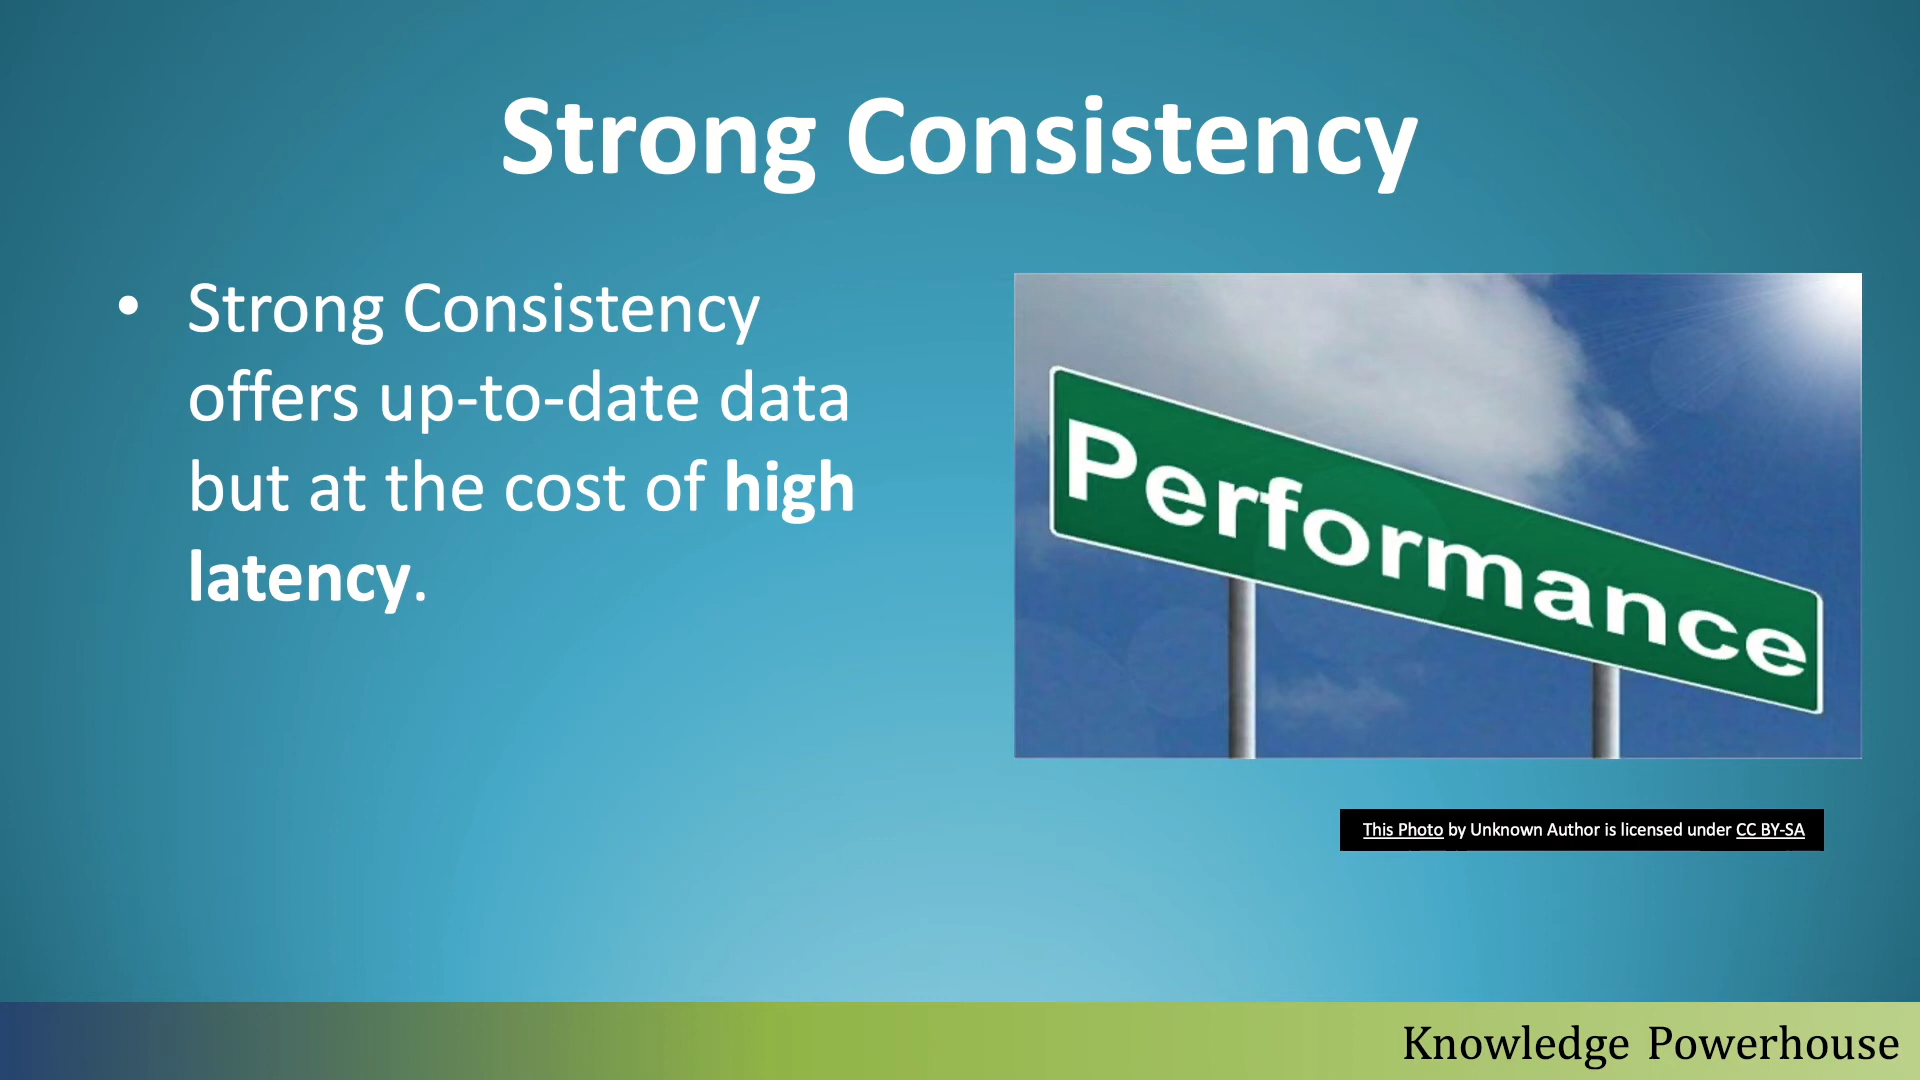 Strong Consistency
• Strong Consistency
offers up-to-date data
but at the cost of high
latency.
Performance
This Photo by Unknown Author is licensed under CC BY-SA
Knowledge Powerhouse